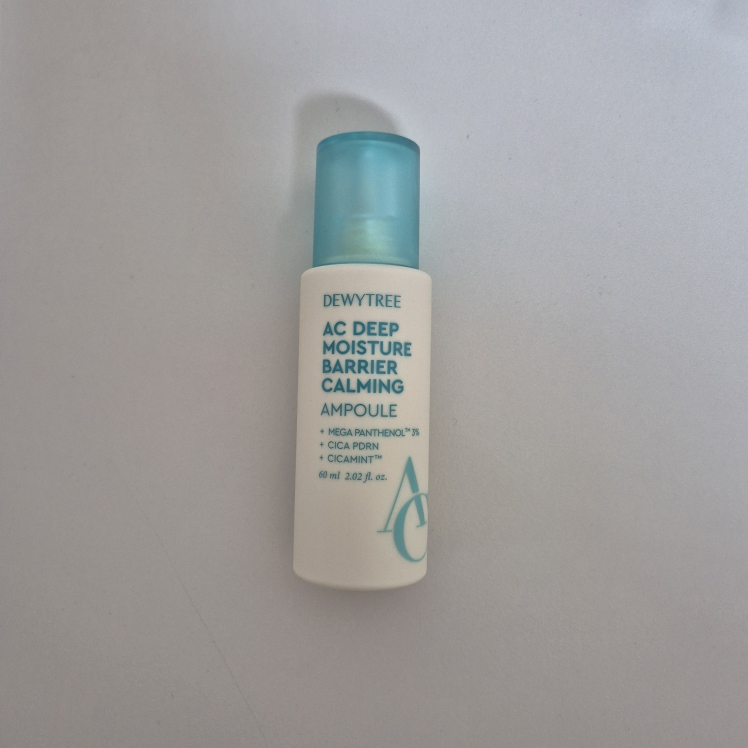 DEWYTREE
AC DEEP
MOISTURE
BARRIER
CALMING
AMPOULE
+ MEGA PANTHENOL™ 3%
+ CICA PDRN
+ CICAMINT™
60 ml 2.02 fl. oz.
AC